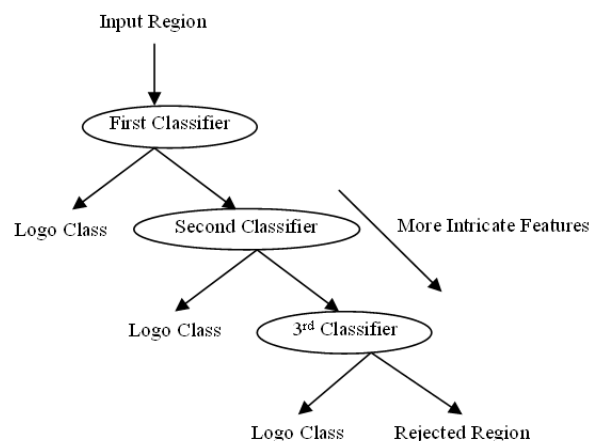 Input Region
First Classifier
Logo Class
Second Classifier
More Intricate Features
Logo Class
3rd Classifier
Logo Class
Rejected Region